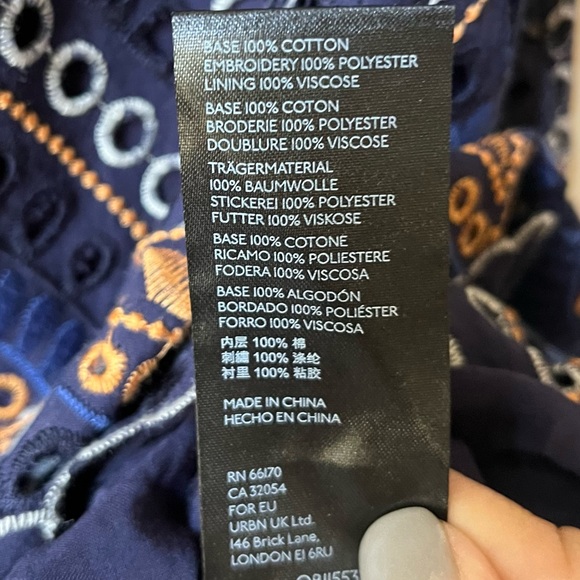 BASE 100% COTTON
EMBROIDERY 100% POLYESTER
LINING 100% VISCOSE
BASE 100% COTON
BRODERIE 100% POLYESTER
DOUBLURE 100% VISCOSE
TRÄGERMATERIAL
100% BAUMWOLLE
STICKEREI 100% POLYESTER
FUTTER 100% VISKOSE
BASE 100% COTONE
RICAMO 100% POLIESTERE
FODERA 100% VISCOSA
BASE 100% ALGODÓN
BORDADO 100% POLIÉSTER
FORRO 100% VISCOSA
内层 100% 棉
刺繡 100% 涤纶
衬里 100% 粘胶
MADE IN CHINA
HECHO EN CHINA
RN 66170
CA 32054
FOR EU
URBN UK Ltd.
146 Brick Lane,
LONDON E1 6RU